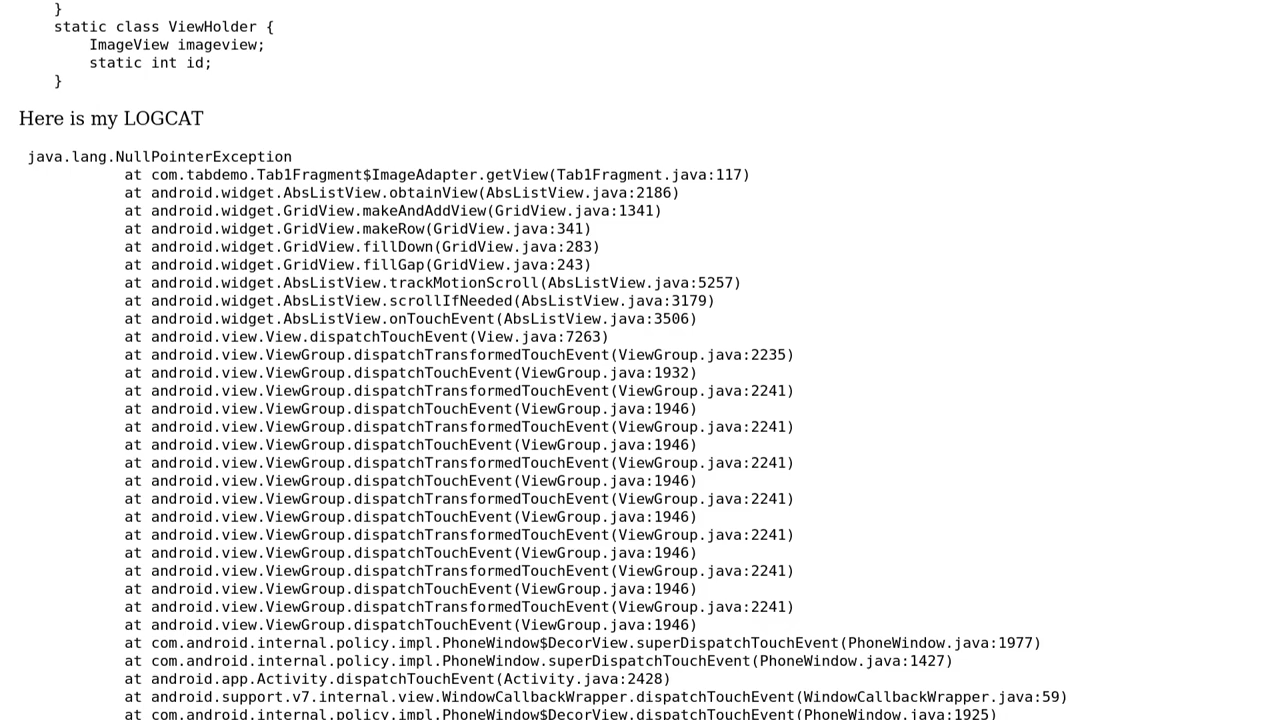 }
static class ViewHolder {
ImageView imageview;
static int id;
}
Here is my LOGCAT
java.lang.NullPointerException
at com.tabdemo.Tab1Fragment$ImageAdapter.getView(Tab1Fragment.java:117)
at android.widget.AbsListView.obtainView(AbsListView.java:2186)
at android.widget.GridView.makeAndAddView(GridView.java:1341)
at android.widget.GridView.makeRow(GridView.java:341)
at android.widget.GridView.fillDown(GridView.java:283)
at android.widget.GridView.fillGap(GridView.java:243)
at android.widget.AbsListView.trackMotionScroll(AbsListView.java:5257)
at android.widget.AbsListView.scrollIfNeeded(AbsListView.java:3179)
at android.widget.AbsListView.onTouchEvent(AbsListView.java:3506)
at android.view.View.dispatchTouchEvent(View.java:7263)
at android.view.ViewGroup.dispatchTransformedTouchEvent(ViewGroup.java:2235)
at android.view.ViewGroup.dispatchTouchEvent(ViewGroup.java:1932)
at android.view.ViewGroup.dispatchTransformedTouchEvent(ViewGroup.java:2241)
at android.view.ViewGroup.dispatchTouchEvent(ViewGroup.java:1946)
at android.view.ViewGroup.dispatchTransformedTouchEvent(ViewGroup.java:2241)
at android.view.ViewGroup.dispatchTouchEvent(ViewGroup.java:1946)
at android.view.ViewGroup.dispatchTransformedTouchEvent(ViewGroup.java:2241)
at android.view.ViewGroup.dispatchTouchEvent(ViewGroup.java:1946)
at android.view.ViewGroup.dispatchTransformedTouchEvent(ViewGroup.java:2241)
at android.view.ViewGroup.dispatchTouchEvent(ViewGroup.java:1946)
at android.view.ViewGroup.dispatchTransformedTouchEvent(ViewGroup.java:2241)
at android.view.ViewGroup.dispatchTouchEvent(ViewGroup.java:1946)
at android.view.ViewGroup.dispatchTransformedTouchEvent(ViewGroup.java:2241)
at android.view.ViewGroup.dispatchTouchEvent(ViewGroup.java:1946)
at android.view.ViewGroup.dispatchTransformedTouchEvent(ViewGroup.java:2241)
at android.view.ViewGroup.dispatchTouchEvent(ViewGroup.java:1946)
at com.android.internal.policy.impl.PhoneWindow$DecorView.superDispatchTouchEvent(PhoneWindow.java:1977)
at com.android.internal.policy.impl.PhoneWindow.superDispatchTouchEvent(PhoneWindow.java:1427)
at android.app.Activity.dispatchTouchEvent(Activity.java:2428)
at android.support.v7.internal.view.WindowCallbackWrapper.dispatchTouchEvent(WindowCallbackWrapper.java:59)
at com.android.internal.policy.impl.PhoneWindow$DecorView.dispatchTouchEvent(PhoneWindow.java:1925)